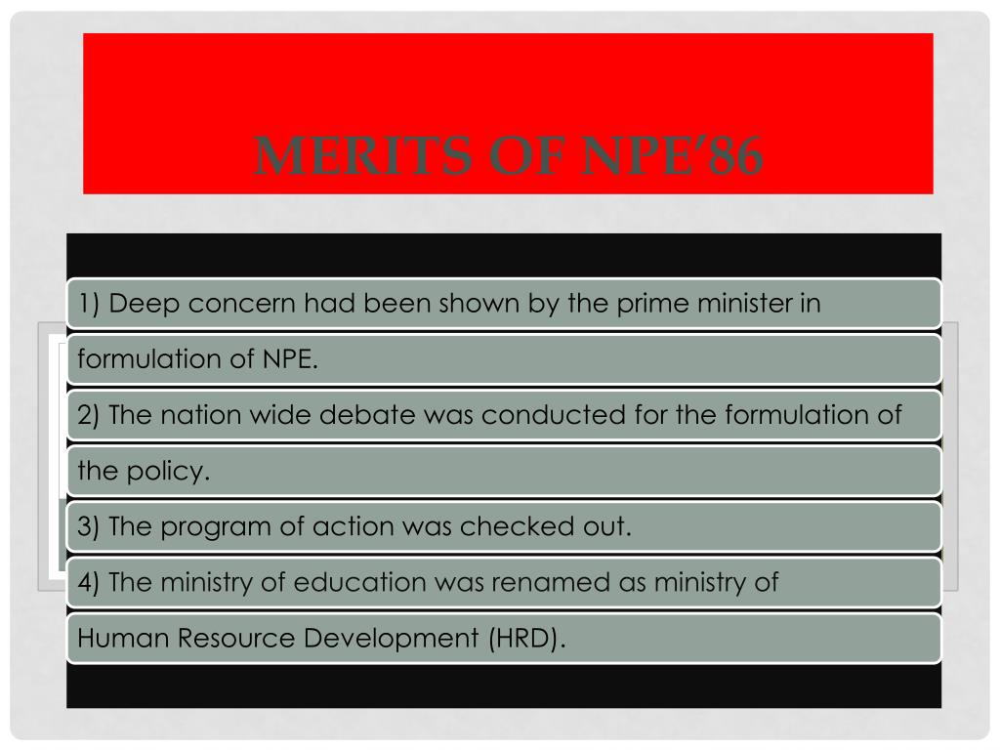 MERITS OF NPE’86
1) Deep concern had been shown by the prime minister in
formulation of NPE.
2) The nation wide debate was conducted for the formulation of
the policy.
3) The program of action was checked out.
4) The ministry of education was renamed as ministry of
Human Resource Development (HRD).